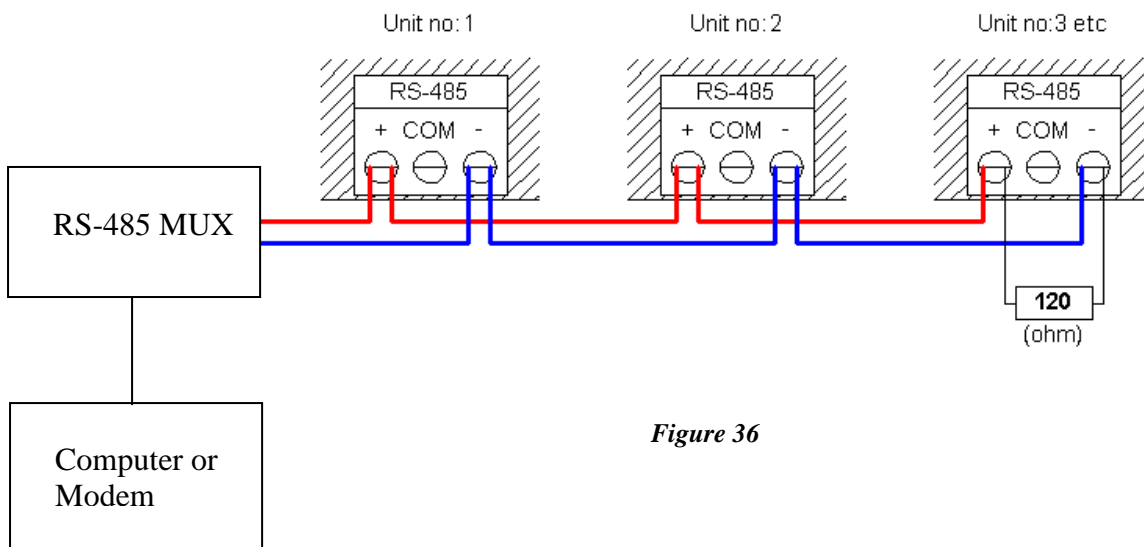 Unit no:1 Unit no:2 Unit no:3 etc
RS-485 RS-485 RS-485
+ COM - + COM - + COM -
RS-485 MUX
120
(ohm)
Figure 36
Computer or
Modem